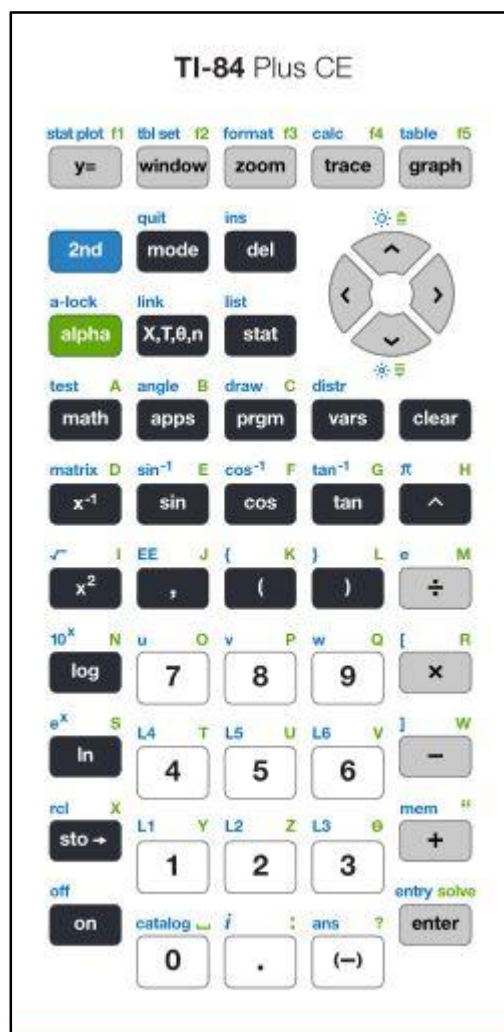 TI-84 Plus CE
stat plot f1 tbl set f2 format f3 calc f4 table f5
y= window zoom trace graph
quit ins
2nd mode del
a-lock link list
alpha X,T,θ,n stat
test A angle B draw C distr
math apps prgm vars clear
matrix D sin⁻¹ E cos⁻¹ F tan⁻¹ G π H
x⁻¹ sin cos tan ^
√ I EE J { K } L e M
x² , ( ) ÷
10ˣ N u O v P w Q [ R
log 7 8 9 ×
eˣ S L4 T L5 U L6 V ] W
ln 4 5 6 −
rcl X L1 Y L2 Z L3 θ mem “
sto→ 1 2 3 +
off catalog ␣ i : ans ? entry solve
on 0 . (−) enter